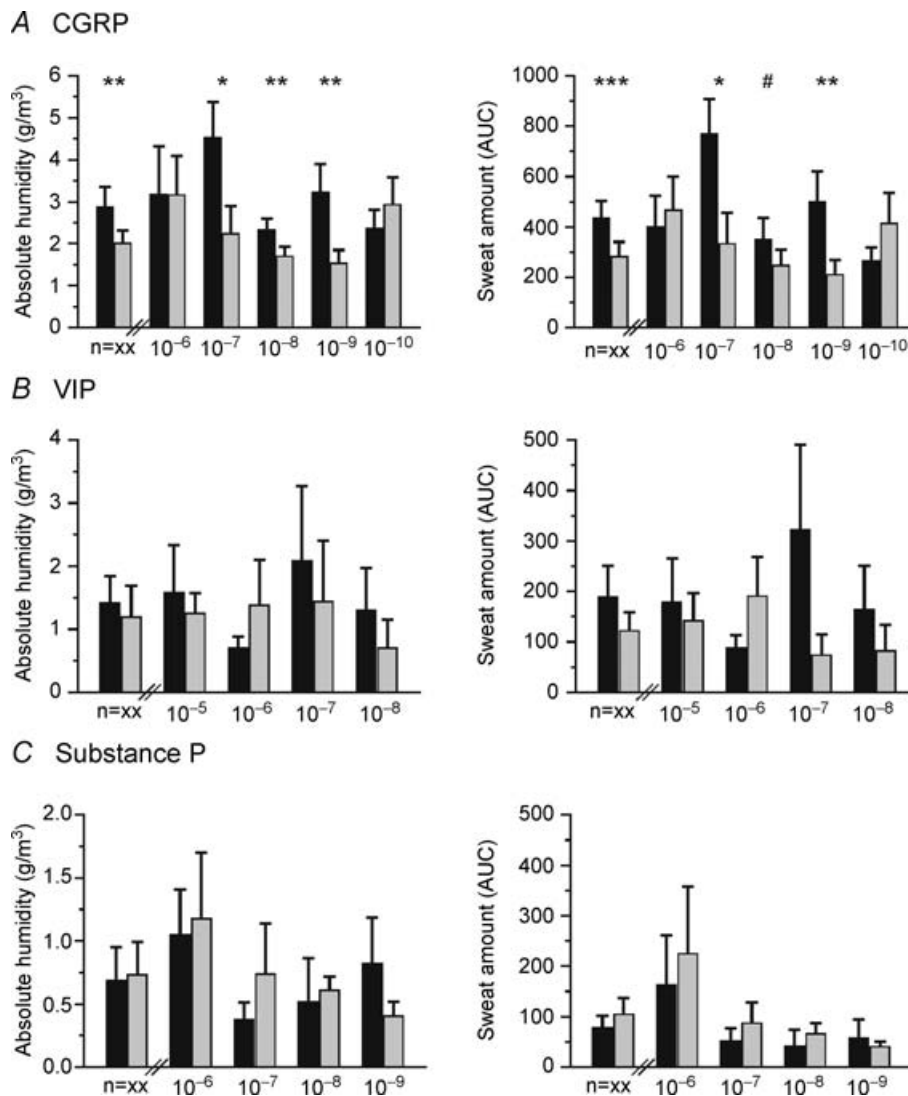 A CGRP
Absolute humidity (g/m³)
6
5
4
3
2
1
0
** * ** **
n=xx 10⁻⁶ 10⁻⁷ 10⁻⁸ 10⁻⁹ 10⁻¹⁰
Sweat amount (AUC)
1000
800
600
400
200
0
*** * # **
n=xx 10⁻⁶ 10⁻⁷ 10⁻⁸ 10⁻⁹ 10⁻¹⁰
B VIP
Absolute humidity (g/m³)
4
3
2
1
0
n=xx 10⁻⁵ 10⁻⁶ 10⁻⁷ 10⁻⁸
Sweat amount (AUC)
500
400
300
200
100
0
n=xx 10⁻⁵ 10⁻⁶ 10⁻⁷ 10⁻⁸
C Substance P
Absolute humidity (g/m³)
2.0
1.5
1.0
0.5
0.0
n=xx 10⁻⁶ 10⁻⁷ 10⁻⁸ 10⁻⁹
Sweat amount (AUC)
500
400
300
200
100
0
n=xx 10⁻⁶ 10⁻⁷ 10⁻⁸ 10⁻⁹